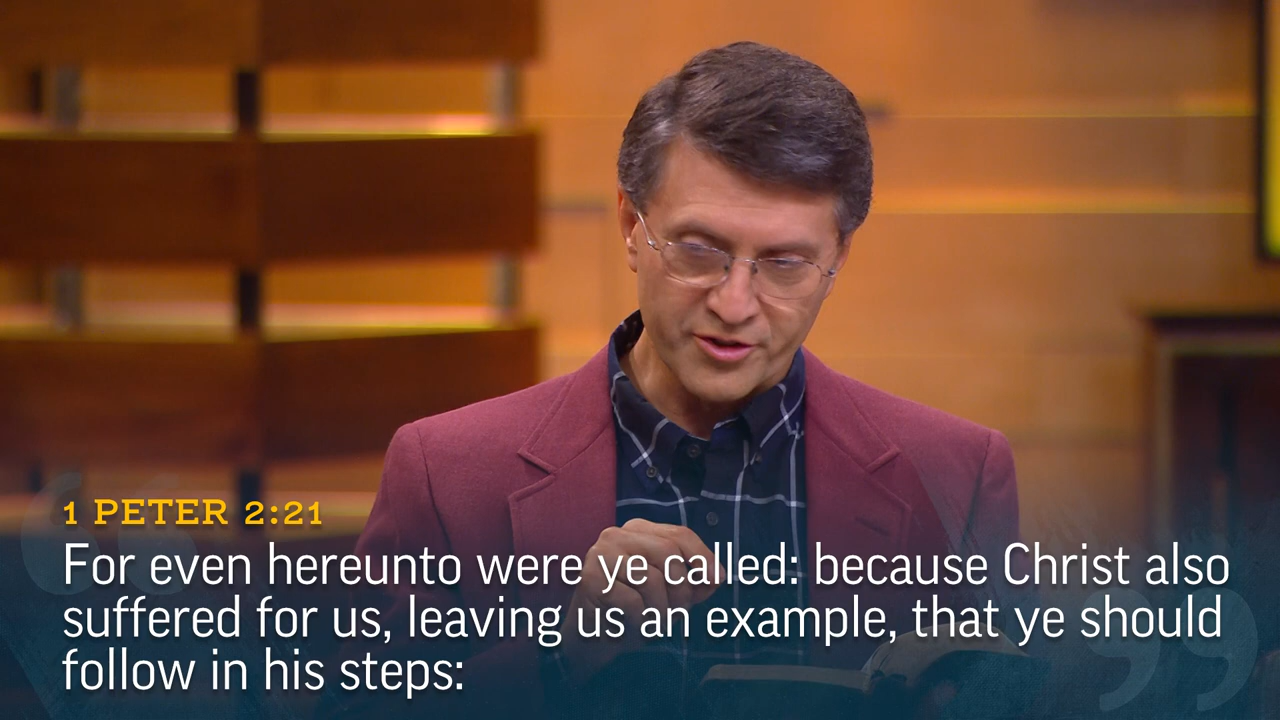 1 PETER 2:21
For even hereunto were ye called: because Christ also
suffered for us, leaving us an example, that ye should
follow in his steps: